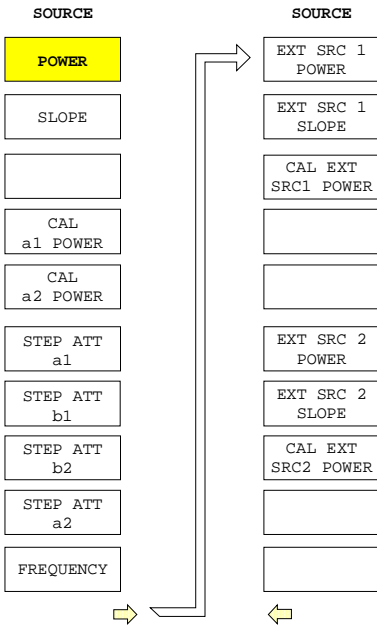 SOURCE
POWER
SLOPE
CAL
a1 POWER
CAL
a2 POWER
STEP ATT
a1
STEP ATT
b1
STEP ATT
b2
STEP ATT
a2
FREQUENCY
SOURCE
EXT SRC 1
POWER
EXT SRC 1
SLOPE
CAL EXT
SRC1 POWER
EXT SRC 2
POWER
EXT SRC 2
SLOPE
CAL EXT
SRC2 POWER